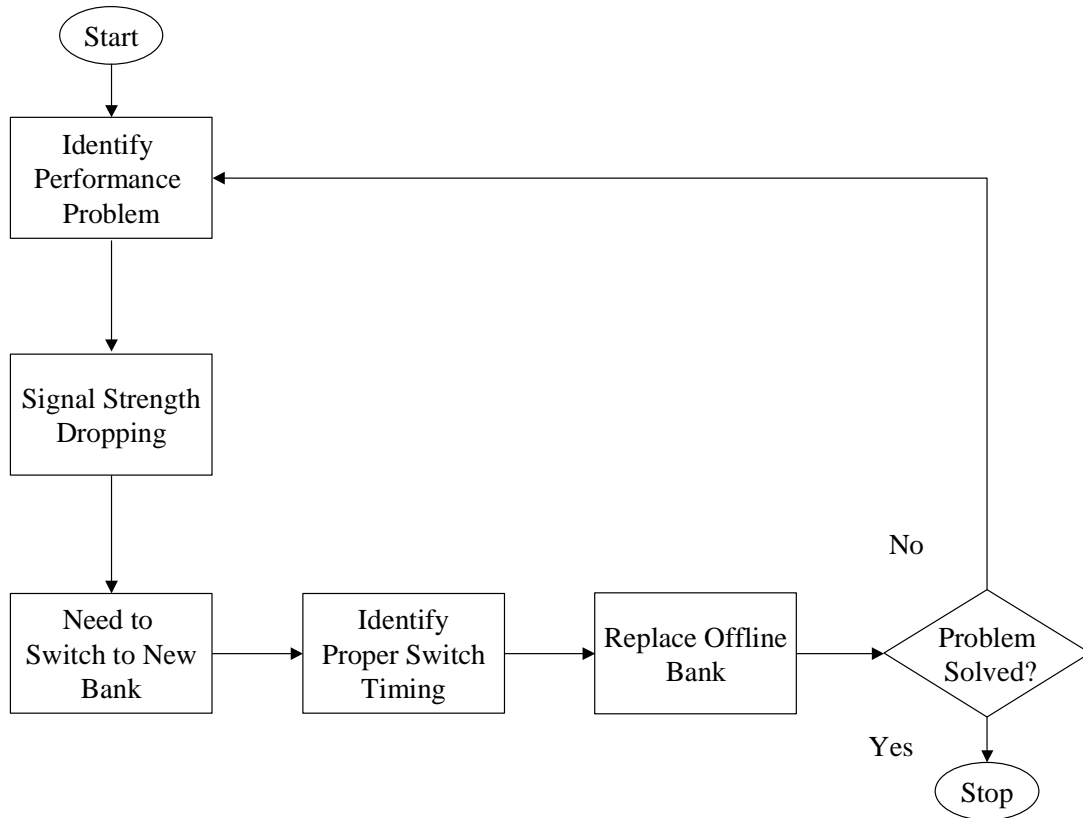 Start
Identify
Performance
Problem
Signal Strength
Dropping
Need to
Switch to New
Bank
Identify
Proper Switch
Timing
Replace Offline
Bank
Problem
Solved?
No
Yes
Stop